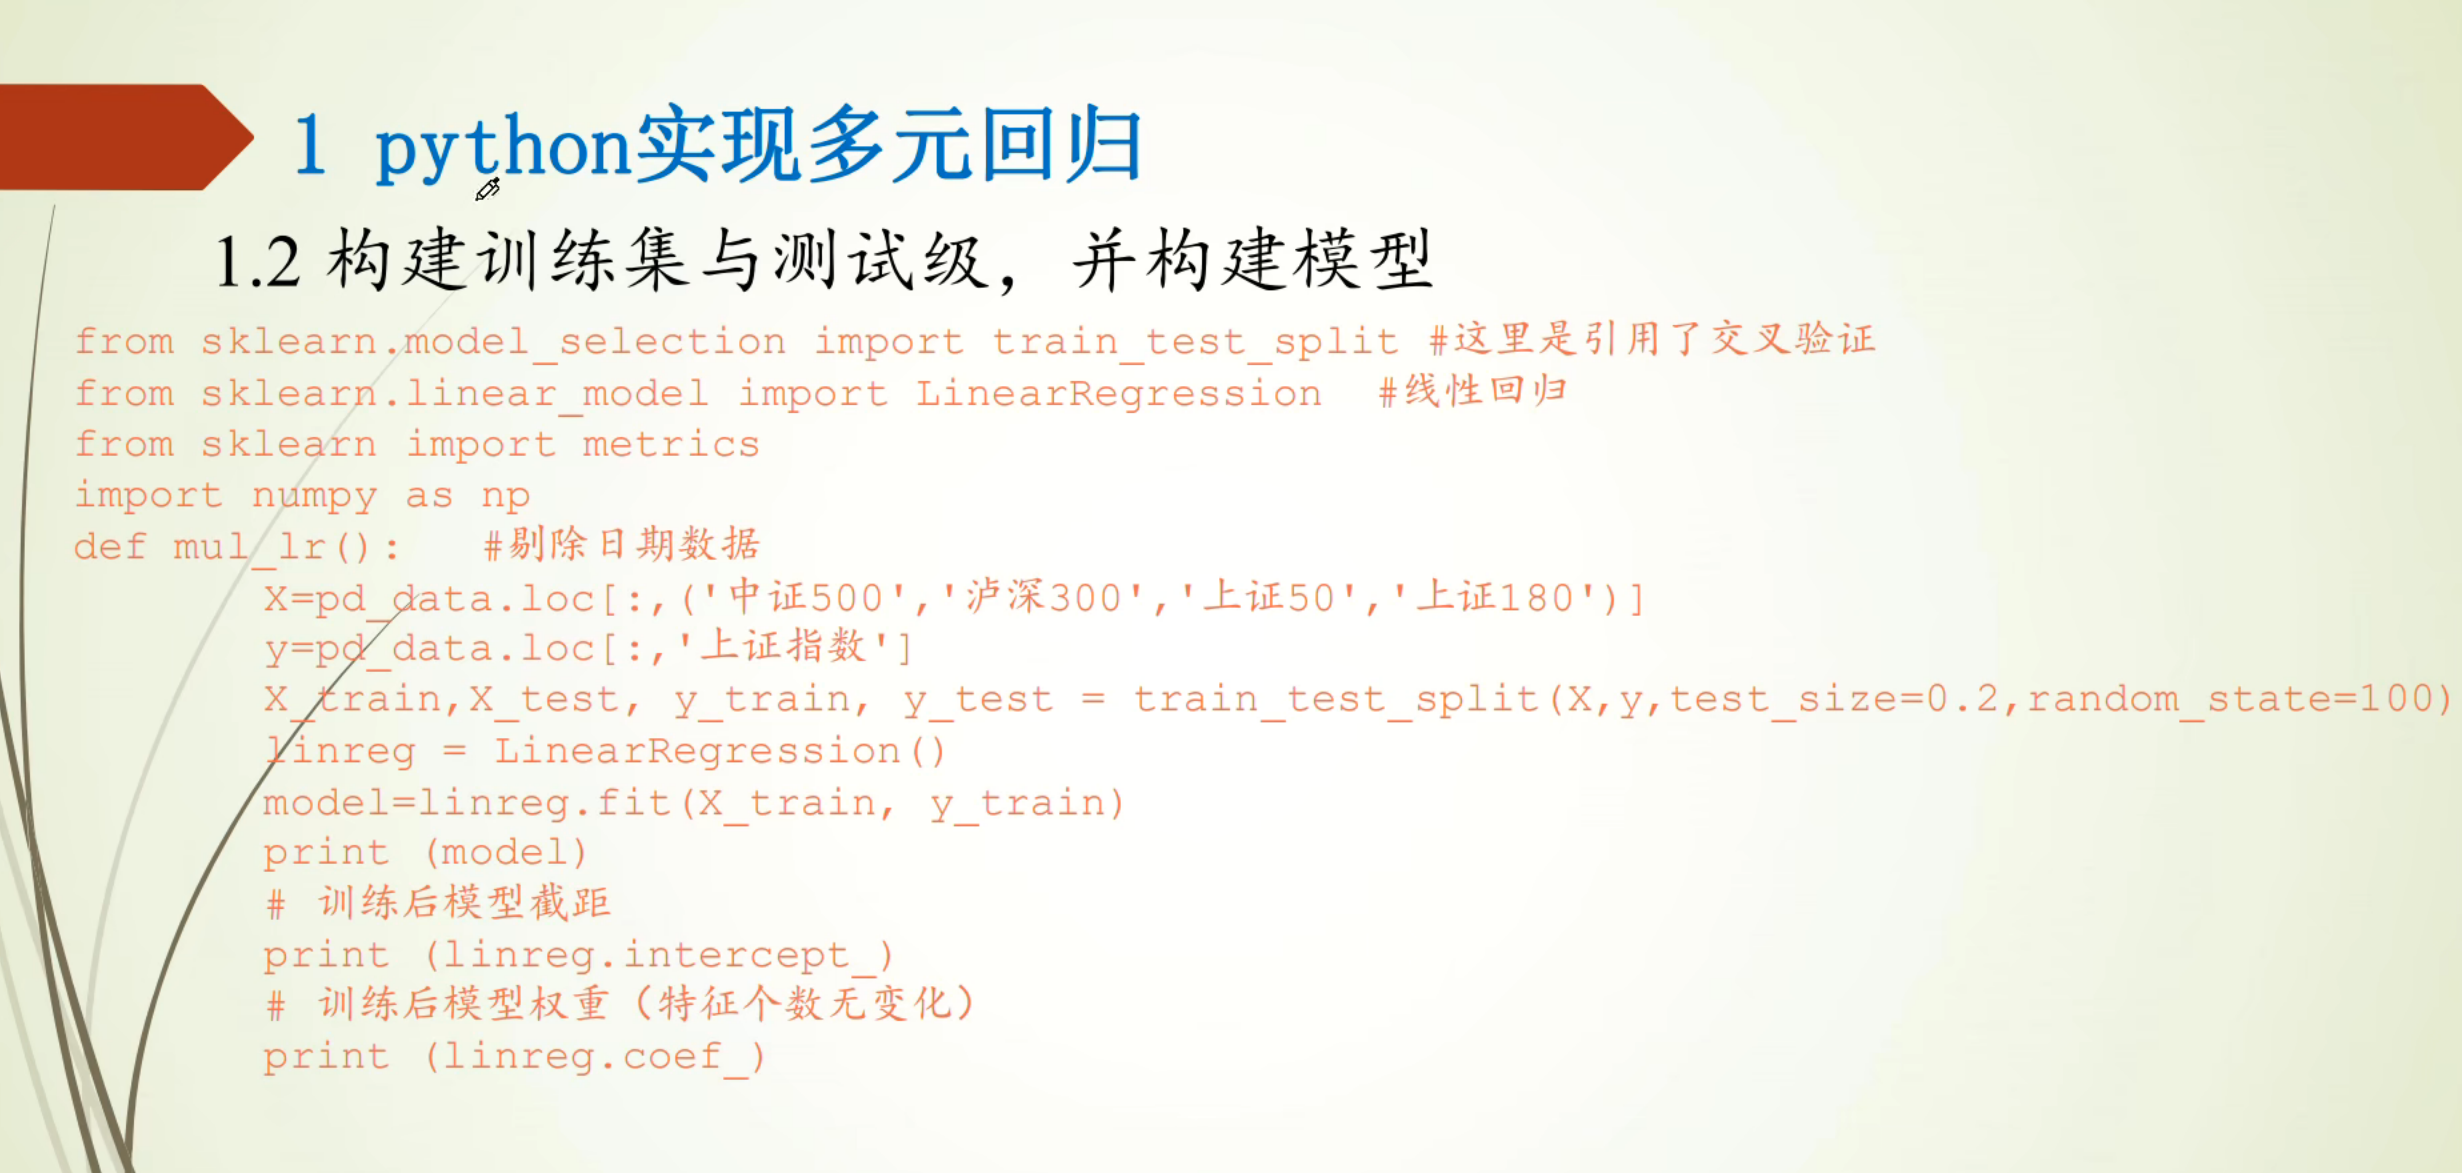 1 python实现多元回归
1.2 构建训练集与测试级，并构建模型
from sklearn.model_selection import train_test_split #这里是引用了交叉验证
from sklearn.linear_model import LinearRegression  #线性回归
from sklearn import metrics
import numpy as np
def mul_lr():   #剔除日期数据
X=pd_data.loc[:,('中证500','泸深300','上证50','上证180')]
y=pd_data.loc[:,'上证指数']
X_train,X_test, y_train, y_test = train_test_split(X,y,test_size=0.2,random_state=100)
linreg = LinearRegression()
model=linreg.fit(X_train, y_train)
print (model)
# 训练后模型截距
print (linreg.intercept_)
# 训练后模型权重（特征个数无变化）
print (linreg.coef_)